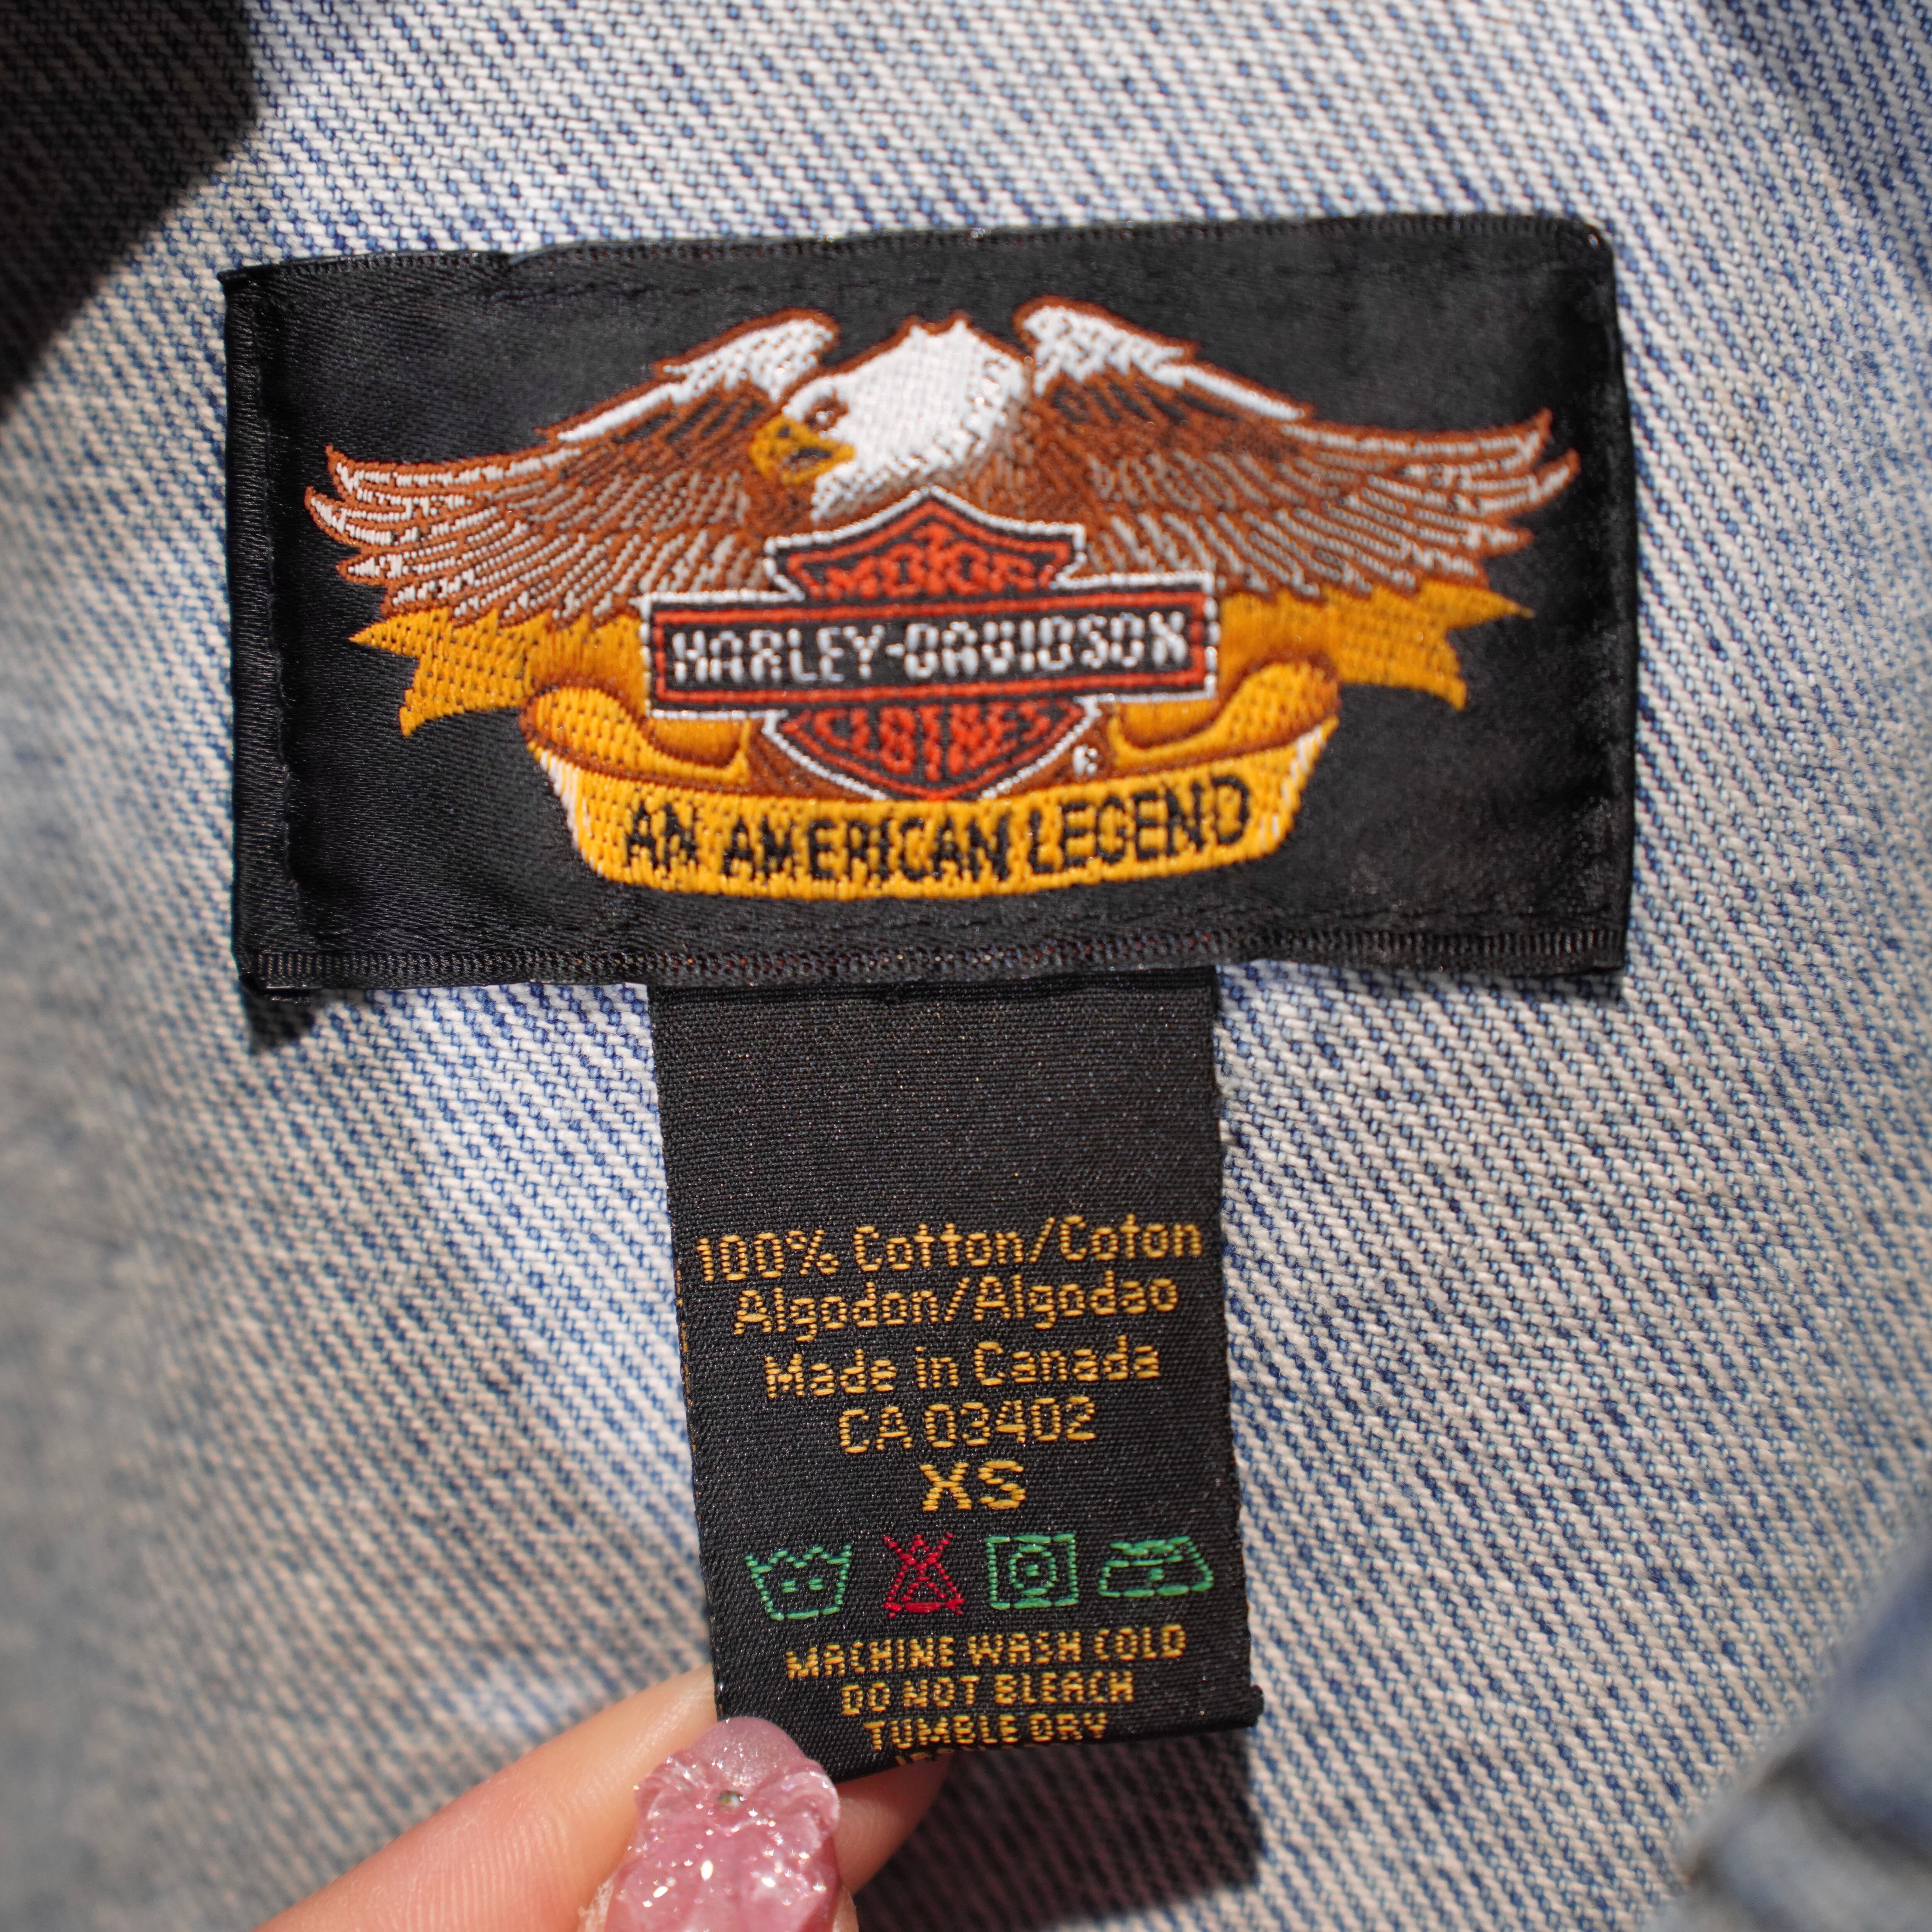 MOTOR
HARLEY-DAVIDSON
CLOTHES
®
AN AMERICAN LEGEND
100% Cotton/Coton
Algodon/Algodao
Made in Canada
CA 03402
XS
MACHINE WASH COLD
DO NOT BLEACH
TUMBLE DRY